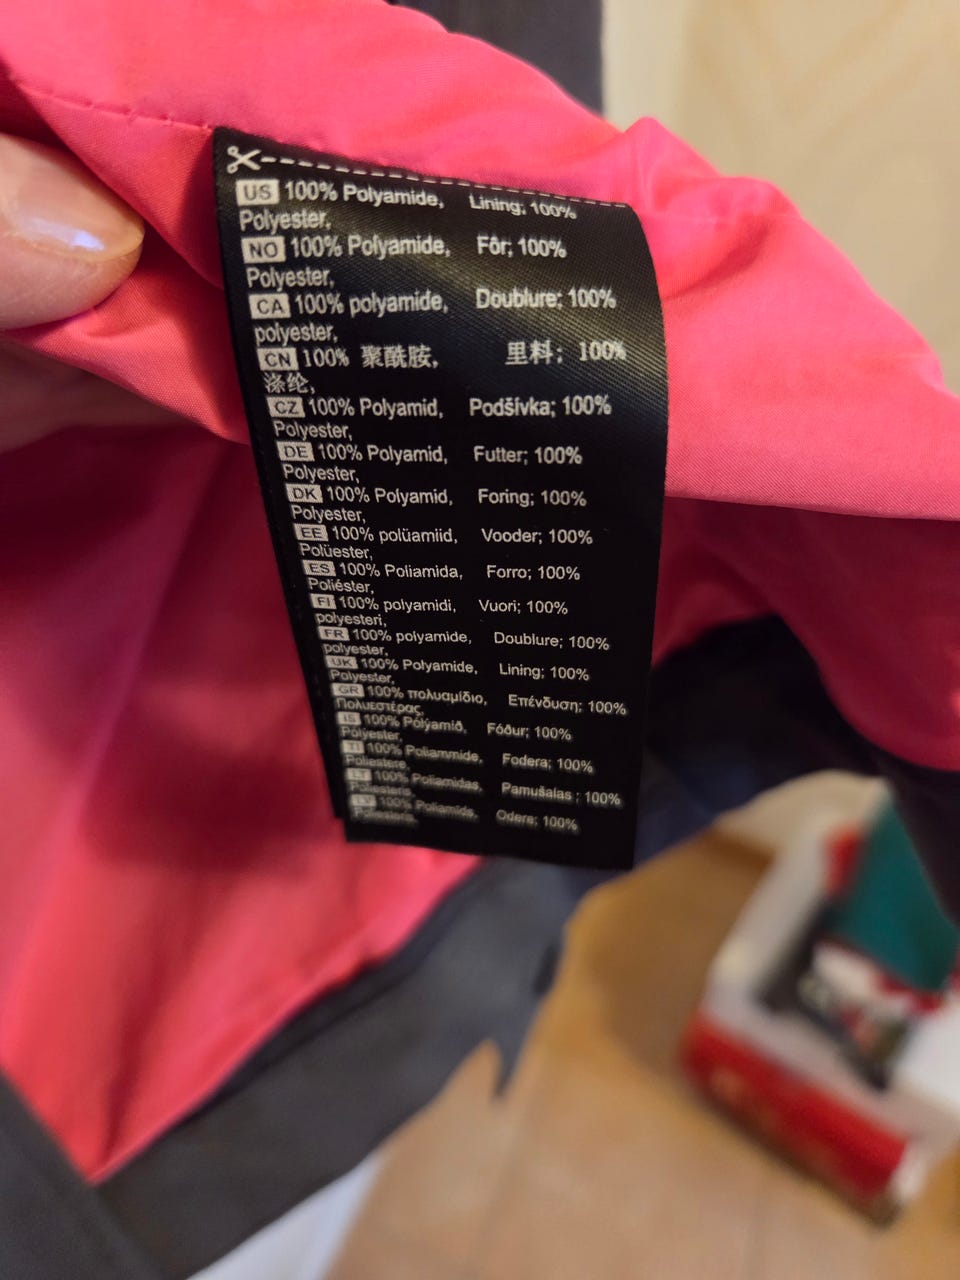 US 100% Polyamide, Lining; 100%
Polyester,
NO 100% Polyamide, Fôr; 100%
Polyester,
CA 100% polyamide, Doublure; 100%
polyester,
CN 100% 聚酰胺, 里料; 100%
涤纶,
CZ 100% Polyamid, Podšívka; 100%
Polyester,
DE 100% Polyamid, Futter; 100%
Polyester,
DK 100% Polyamid, Foring; 100%
Polyester,
EE 100% polüamiid, Vooder; 100%
Polüester,
ES 100% Poliamida, Forro; 100%
Poliéster,
FI 100% polyamidi, Vuori; 100%
polyesteri,
FR 100% polyamide, Doublure; 100%
polyester,
UK 100% Polyamide, Lining; 100%
Polyester,
GR 100% πολυαμίδιο, Επένδυση; 100%
Πολυεστέρας,
IS 100% Pólýamíð, Fóður; 100%
Polýester,
TI 100% Poliammide, Fodera; 100%
Poliestere,
LT 100% Poliamidas, Pamušalas ; 100%
Poliesteris,
LV 100% Poliamīds, Odere; 100%